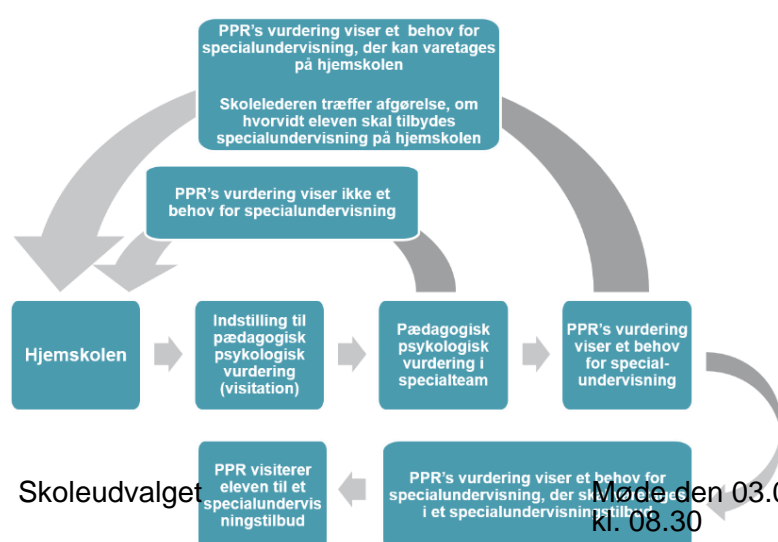 PPR's vurdering viser et behov for
specialundervisning, der kan varetages
på hjemskolen
Skolelederen træffer afgørelse, om
hvorvidt eleven skal tilbydes
specialundervisning på hjemskolen
PPR's vurdering viser ikke et
behov for specialundervisning
Hjemskolen
Indstilling til
pædagogisk
psykologisk
vurdering
(visitation)
Pædagogisk
psykologisk
vurdering i
specialteam
PPR's vurdering
viser et behov
for special-
undervisning
PPR visiterer
eleven til et
specialundervis
ningstilbud
PPR's vurdering viser et behov for
specialundervisning, der
i et specialundervisningstilbud
Skoleudvalget
Møde den 03.0
kl. 08.30